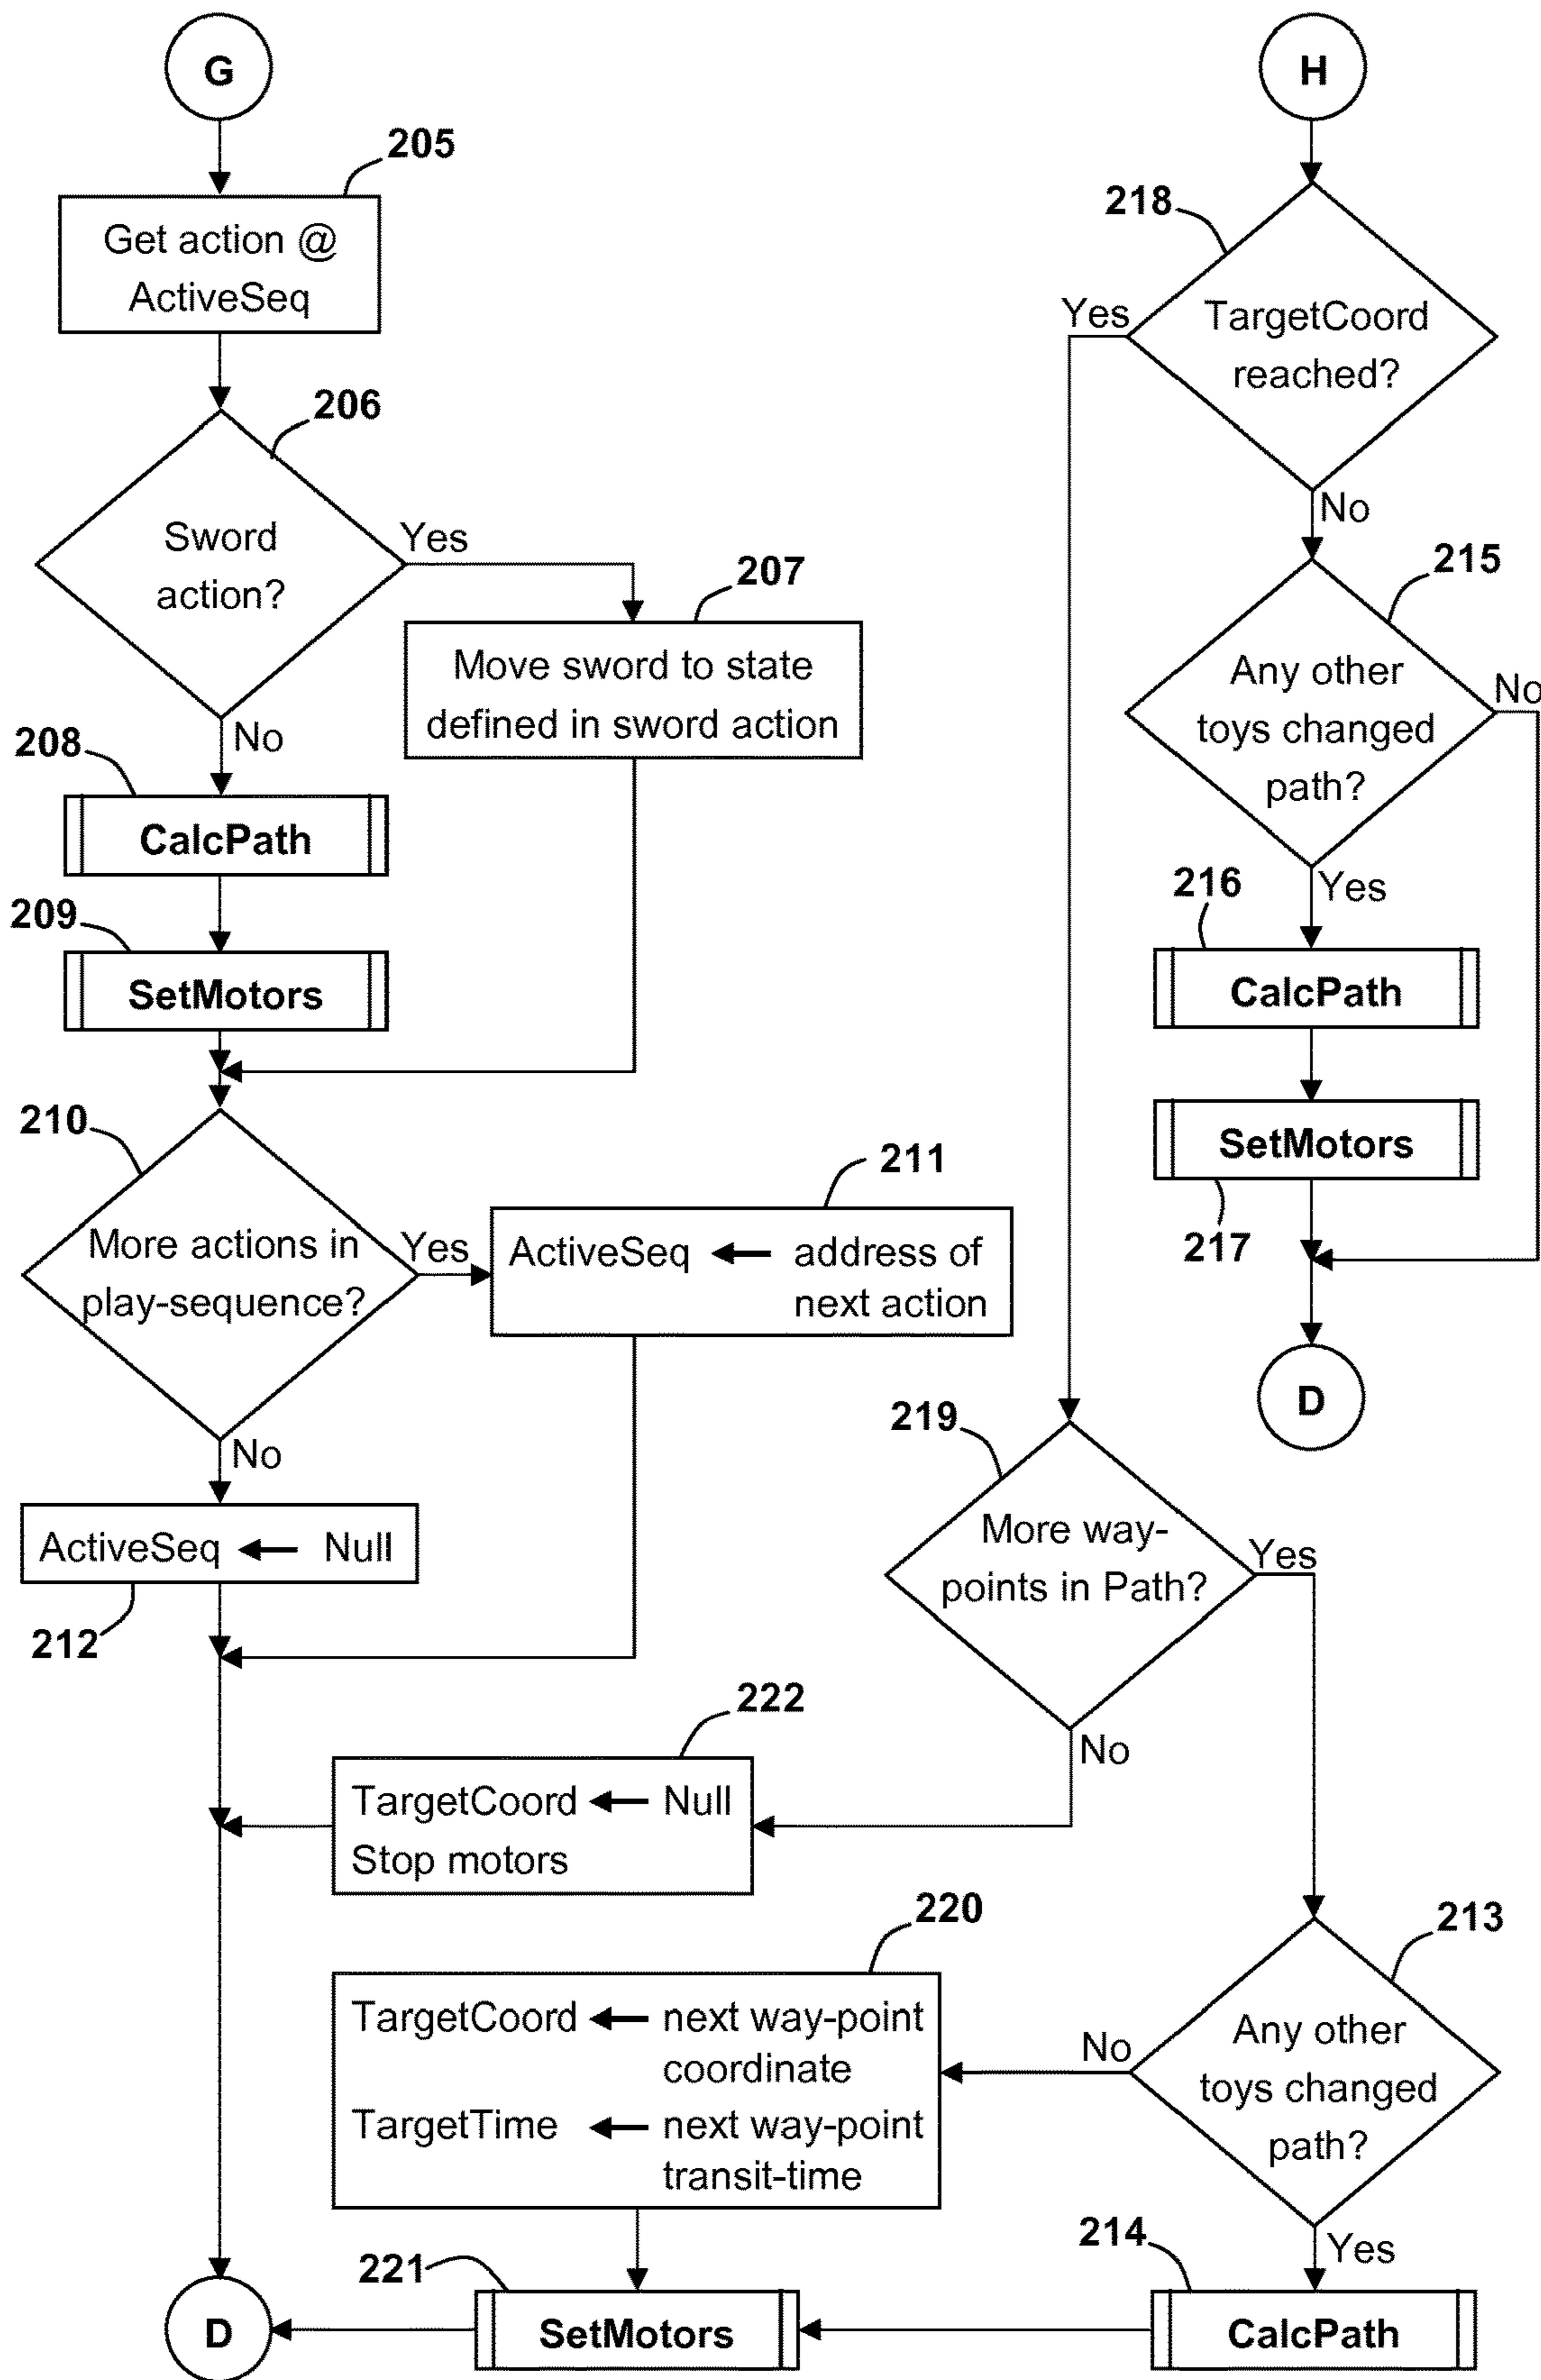 G
205
Get action @
ActiveSeq
206
Sword
action?
Yes
No
207
Move sword to state
defined in sword action
208
CalcPath
209
SetMotors
210
More actions in
play-sequence?
Yes
No
211
ActiveSeq ← address of
next action
ActiveSeq ← Null
212
222
TargetCoord ← Null
Stop motors
220
TargetCoord ← next way-point
coordinate
TargetTime ← next way-point
transit-time
221
SetMotors
D
H
218
TargetCoord
reached?
Yes
No
215
Any other
toys changed
path?
No
Yes
216
CalcPath
SetMotors
217
D
219
More way-
points in Path?
Yes
No
213
Any other
toys changed
path?
No
Yes
214
CalcPath